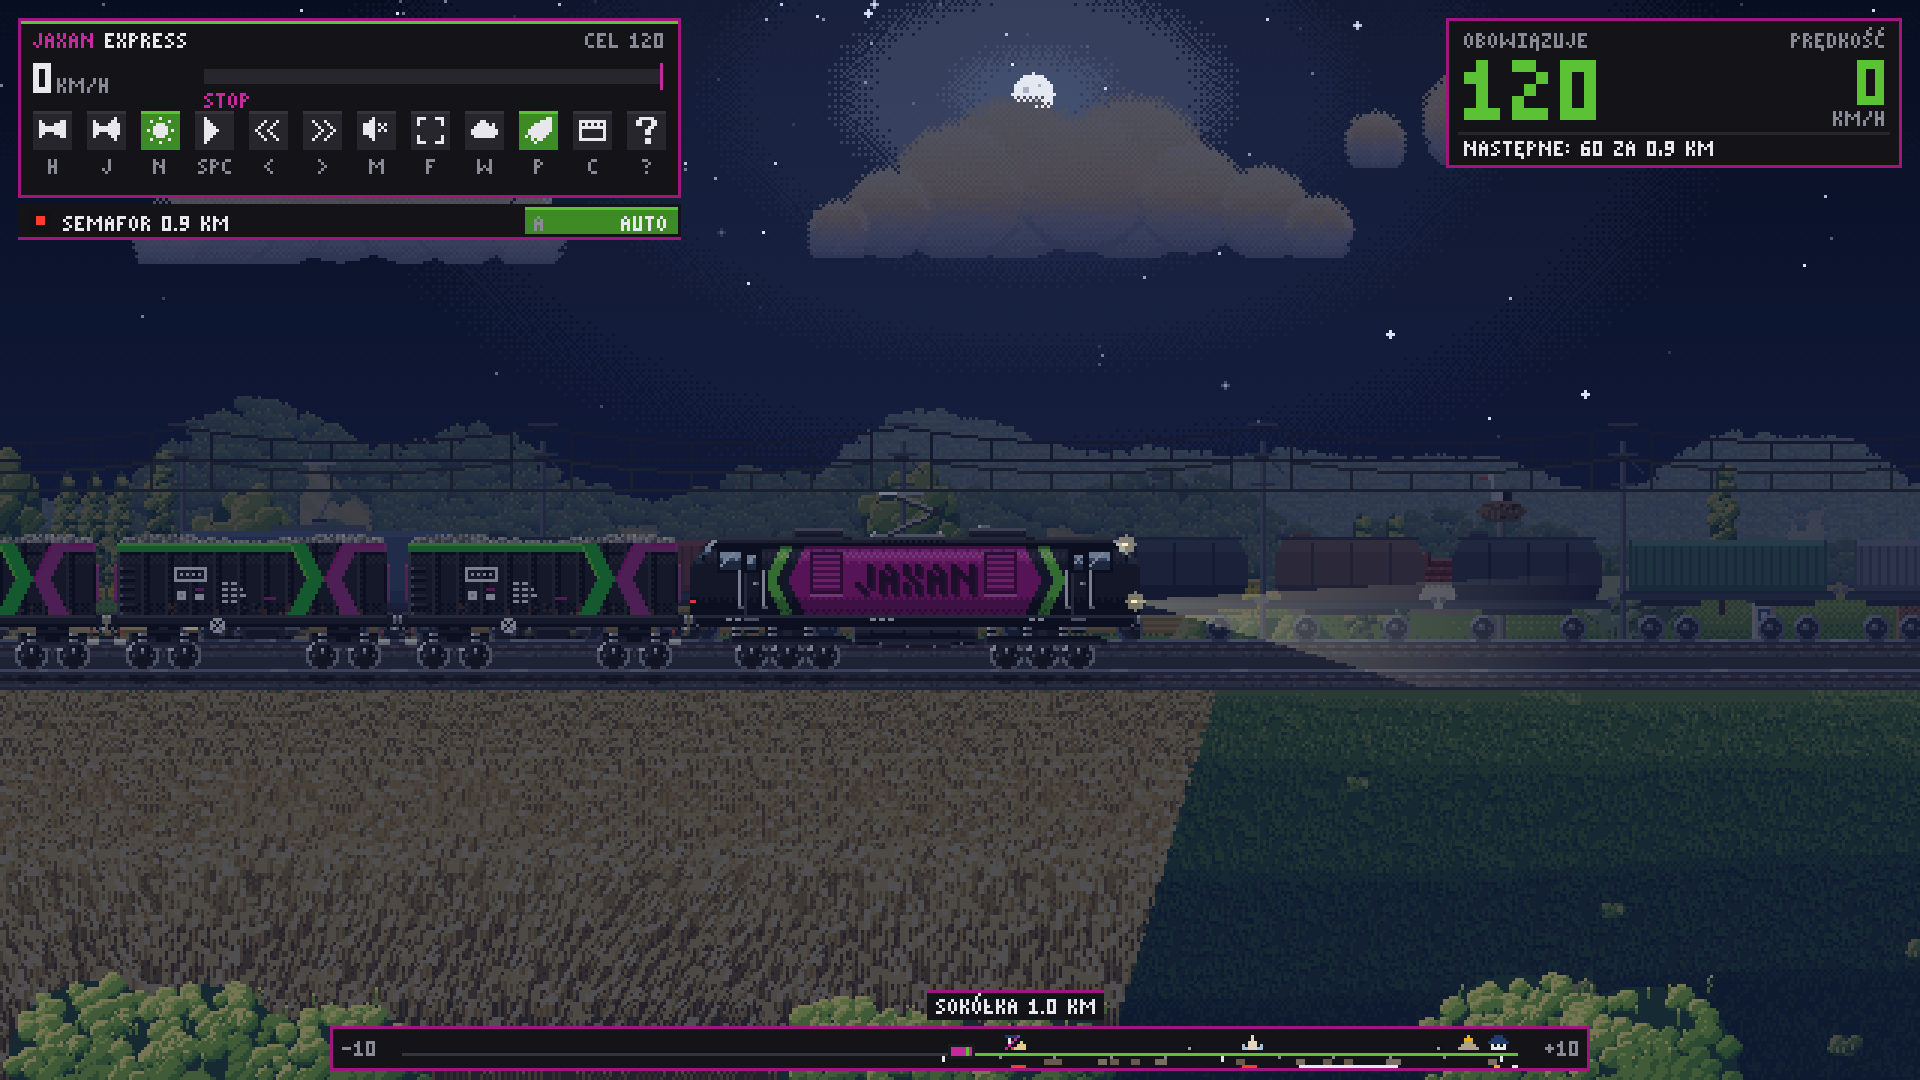 JAXAN EXPRESS CEL 120
0 KM/H
STOP
H J N SPC < > M F W P C ?
SEMAFOR 0.9 KM A AUTO
OBOWIĄZUJE PRĘDKOŚĆ
120 0
KM/H
NASTĘPNE: 60 ZA 0.9 KM
JAXAN
SOKÓŁKA 1.0 KM
-10 +10